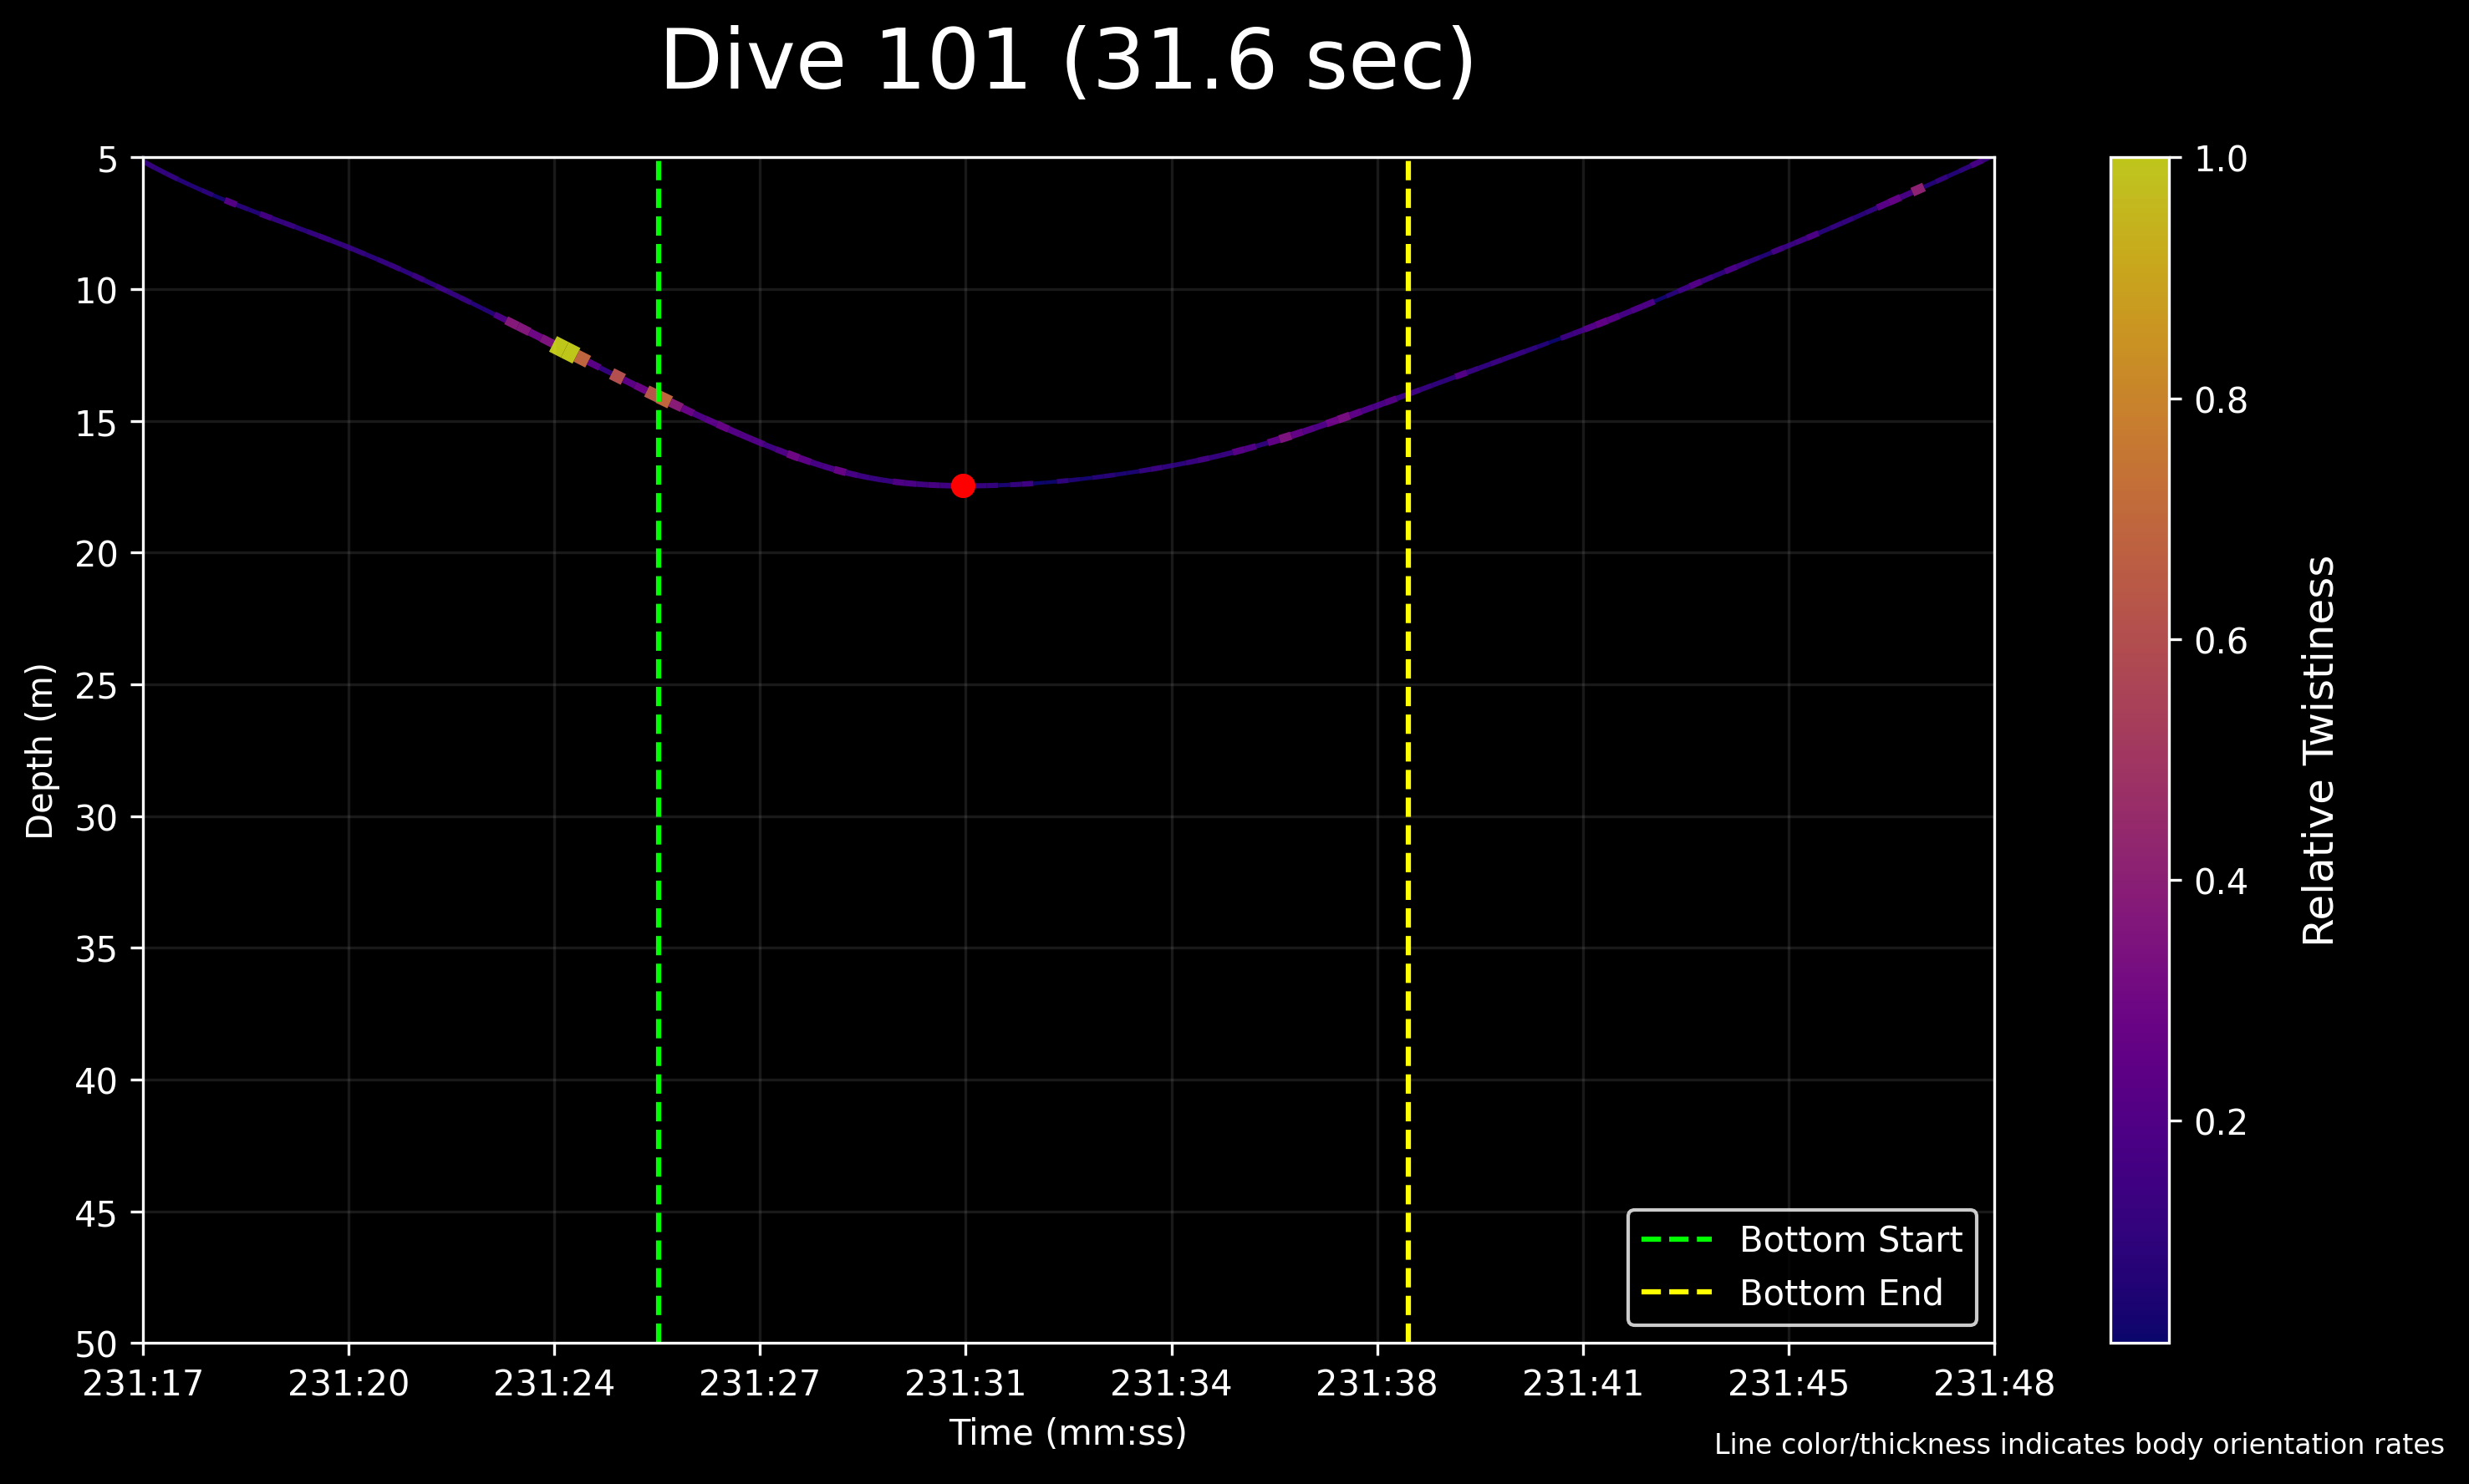 Dive 101 (31.6 sec)
5
10
15
20
25
30
35
40
45
50
Depth (m)
231:17 231:20 231:24 231:27 231:31 231:34 231:38 231:41 231:45 231:48
Time (mm:ss)
Bottom Start
Bottom End
1.0
0.8
0.6
0.4
0.2
Relative Twistiness
Line color/thickness indicates body orientation rates